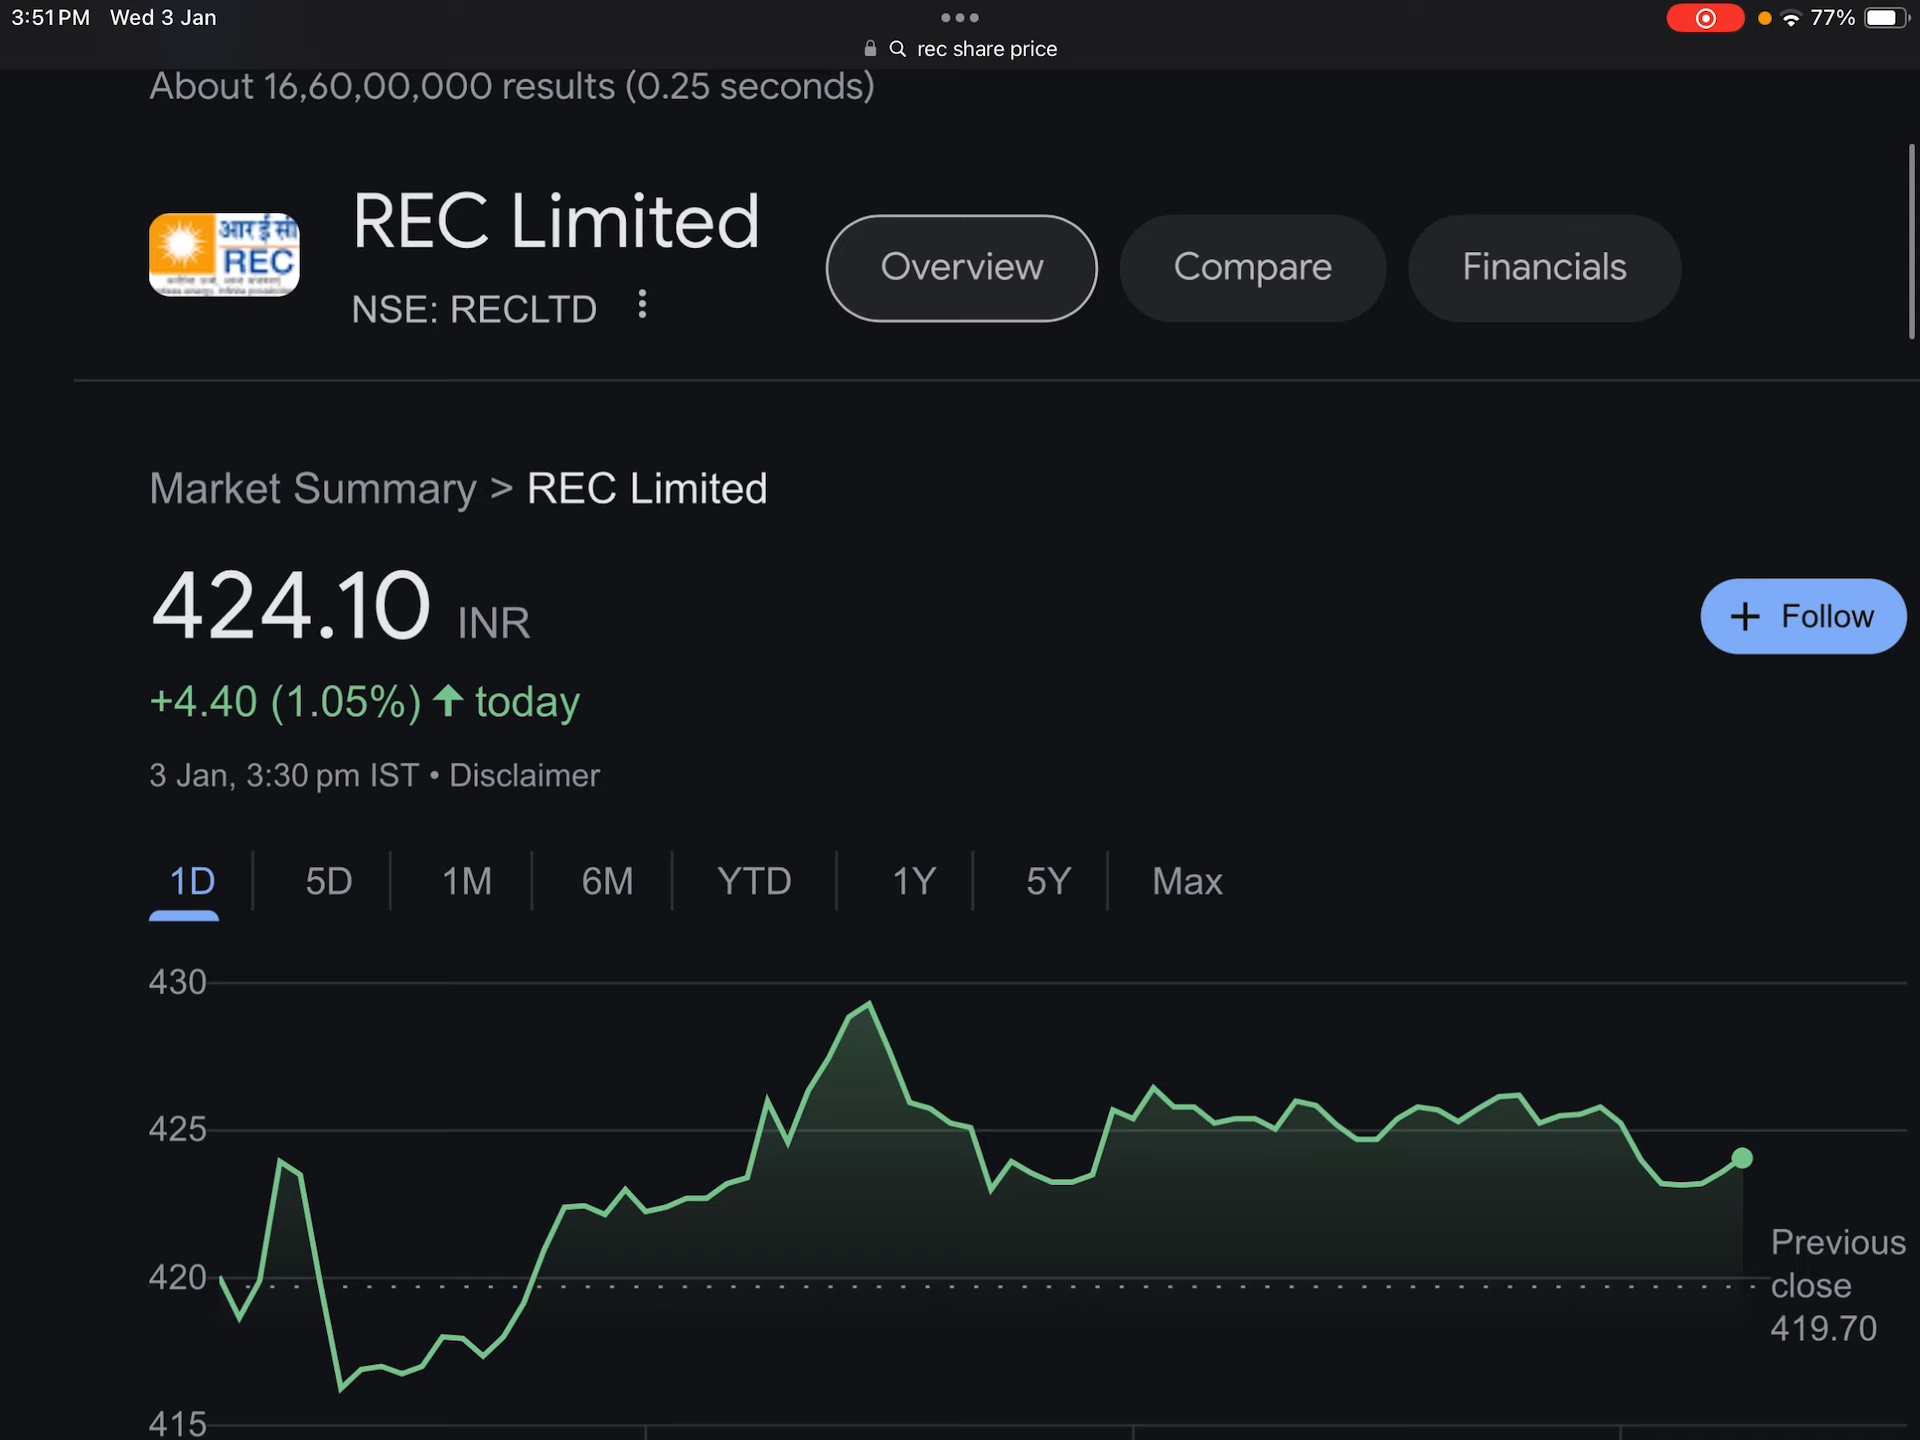 3:51 PM Wed 3 Jan
77%
rec share price
About 16,60,00,000 results (0.25 seconds)
आर ई सी
REC
REC Limited
NSE: RECLTD
Overview
Compare
Financials
Market Summary > REC Limited
424.10 INR
+ Follow
+4.40 (1.05%) ↑ today
3 Jan, 3:30 pm IST • Disclaimer
1D 5D 1M 6M YTD 1Y 5Y Max
430
425
420
415
Previous
close
419.70